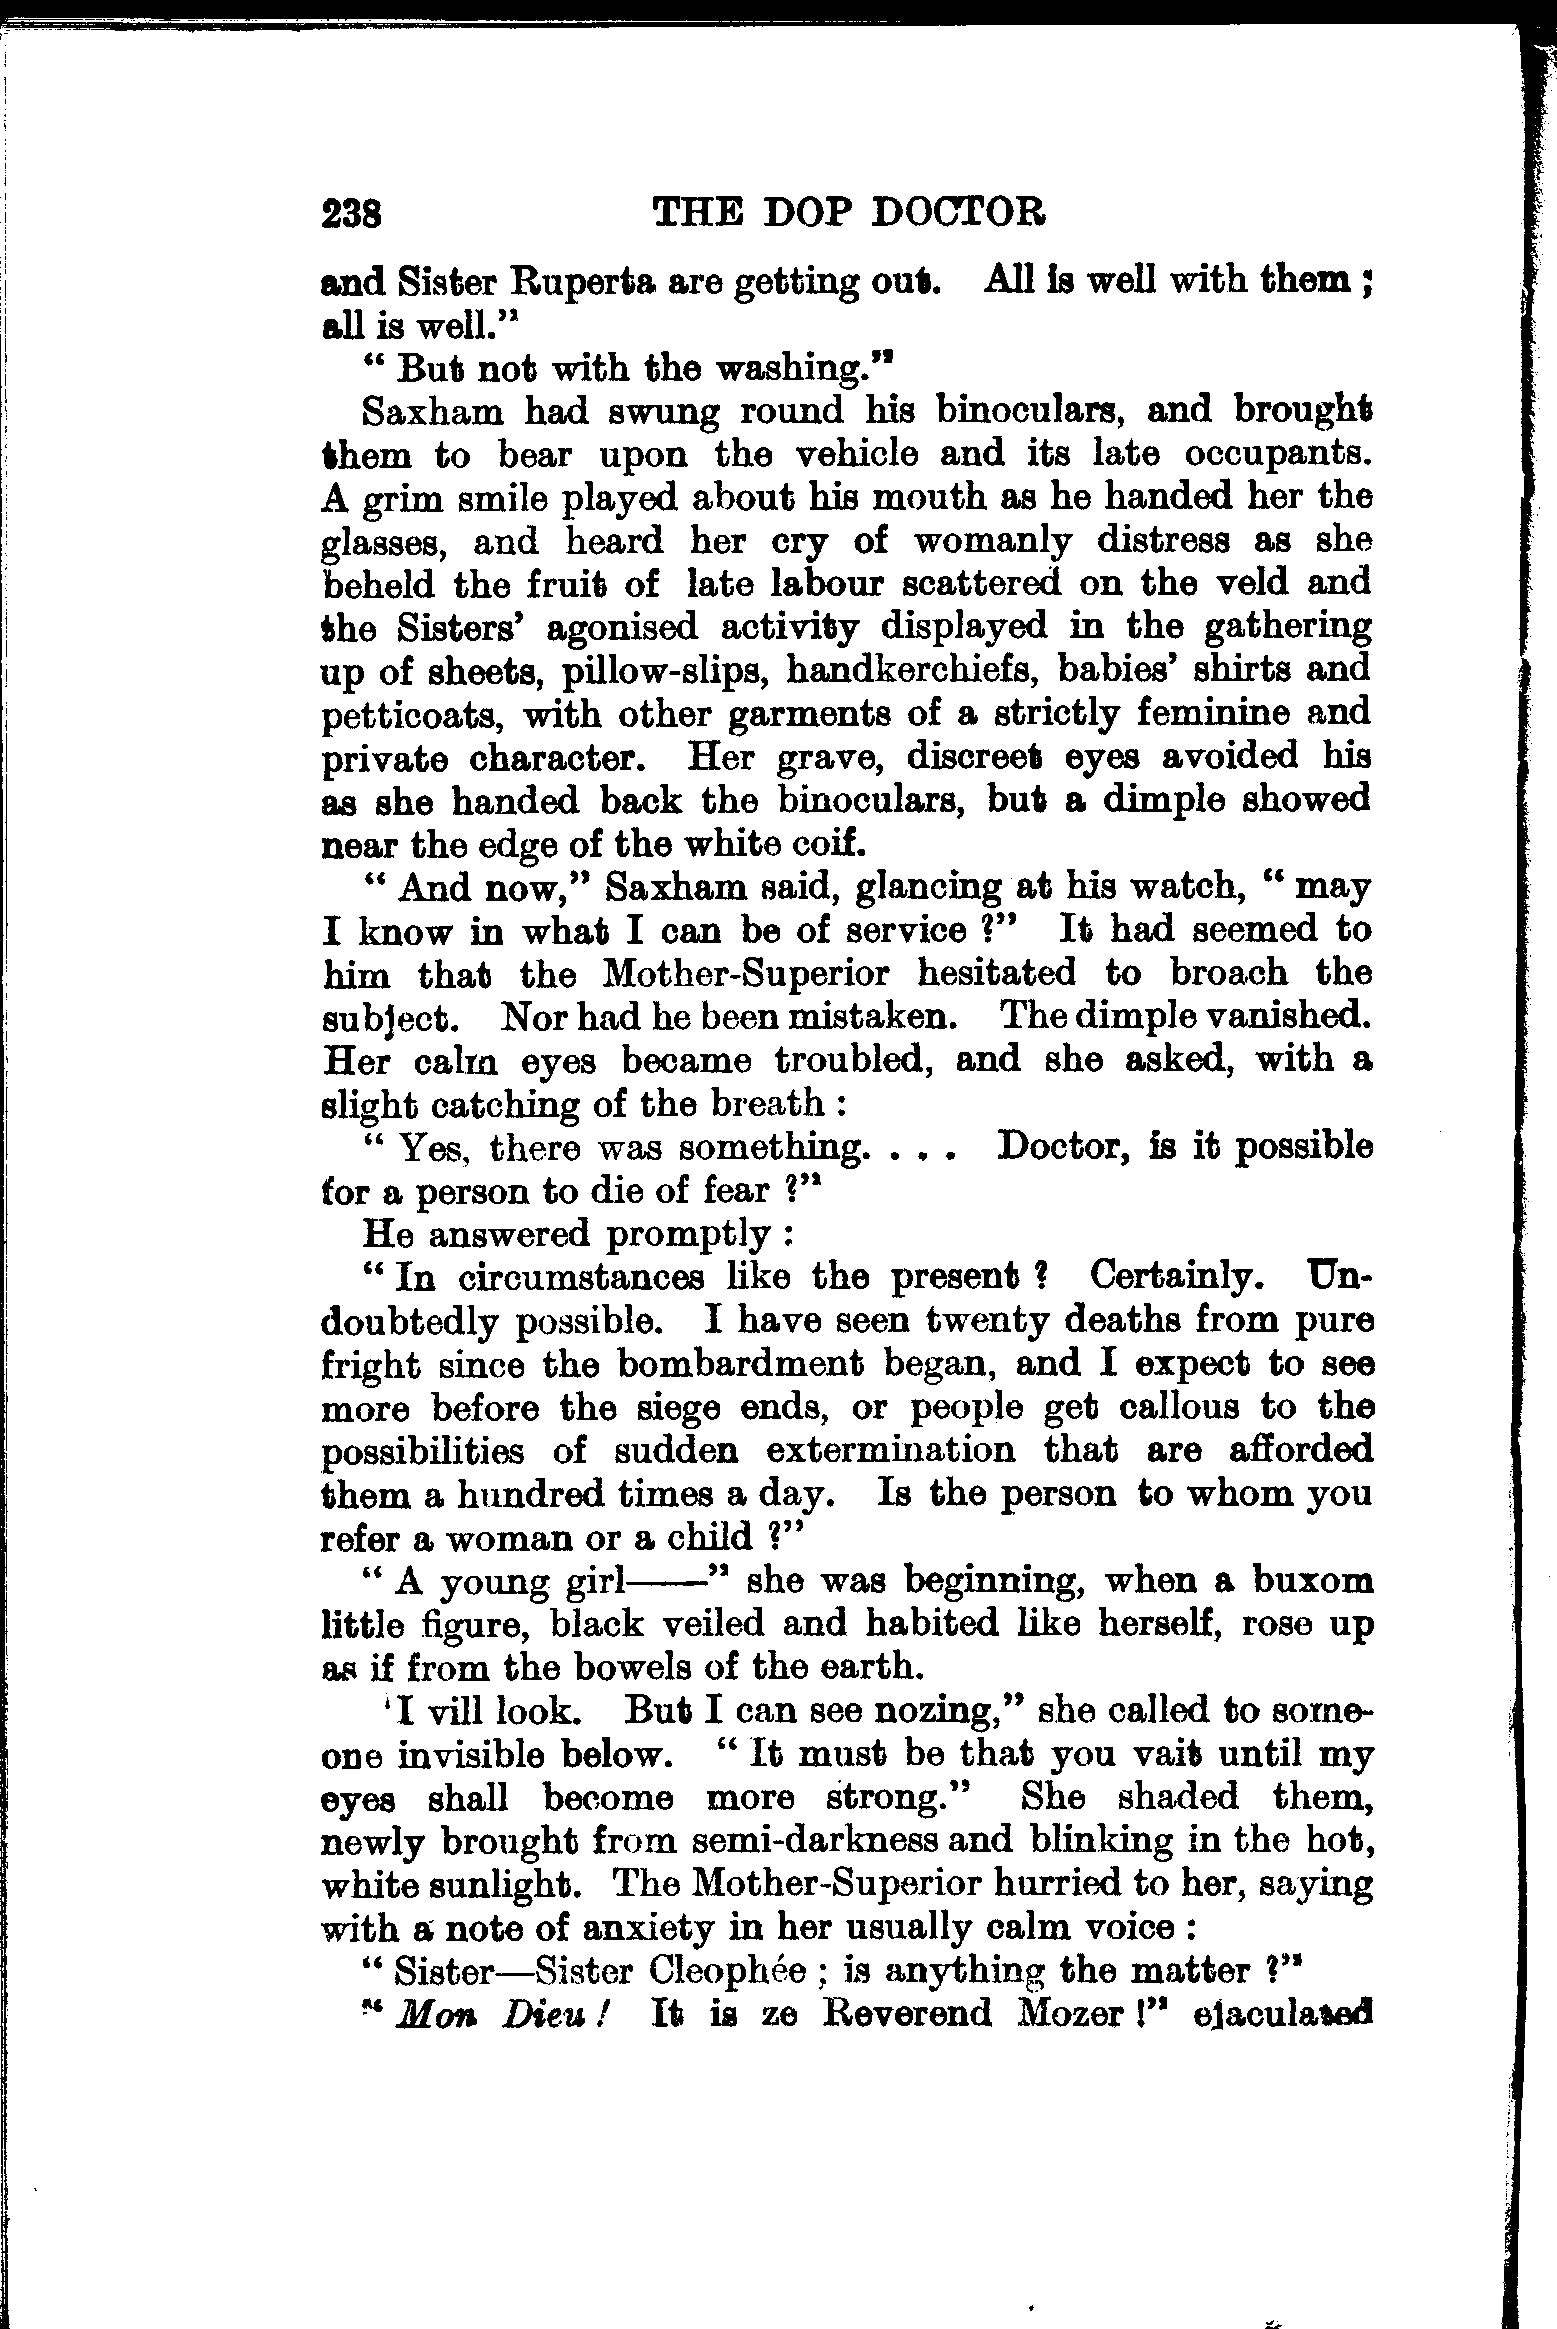 238 THE DOP DOCTOR
and Sister Ruperta are getting out. All is well with them ;
all is well."
" But not with the washing."
Saxham had swung round his binoculars, and brought
them to bear upon the vehicle and its late occupants.
A grim smile played about his mouth as he handed her the
glasses, and heard her cry of womanly distress as she
beheld the fruit of late labour scattered on the veld and
the Sisters' agonised activity displayed in the gathering
up of sheets, pillow-slips, handkerchiefs, babies' shirts and
petticoats, with other garments of a strictly feminine and
private character. Her grave, discreet eyes avoided his
as she handed back the binoculars, but a dimple showed
near the edge of the white coif.
" And now," Saxham said, glancing at his watch, " may
I know in what I can be of service ?" It had seemed to
him that the Mother-Superior hesitated to broach the
subject. Nor had he been mistaken. The dimple vanished.
Her calm eyes became troubled, and she asked, with a
slight catching of the breath :
" Yes, there was something. . . . Doctor, is it possible
for a person to die of fear ?"
He answered promptly :
" In circumstances like the present ? Certainly. Un-
doubtedly possible. I have seen twenty deaths from pure
fright since the bombardment began, and I expect to see
more before the siege ends, or people get callous to the
possibilities of sudden extermination that are afforded
them a hundred times a day. Is the person to whom you
refer a woman or a child ?"
" A young girl——" she was beginning, when a buxom
little figure, black veiled and habited like herself, rose up
as if from the bowels of the earth.
'I vill look. But I can see nozing," she called to some-
one invisible below. " It must be that you vait until my
eyes shall become more strong." She shaded them,
newly brought from semi-darkness and blinking in the hot,
white sunlight. The Mother-Superior hurried to her, saying
with a note of anxiety in her usually calm voice :
" Sister—Sister Cleophée ; is anything the matter ?"
" Mon Dieu ! It is ze Reverend Mozer !" ejaculated